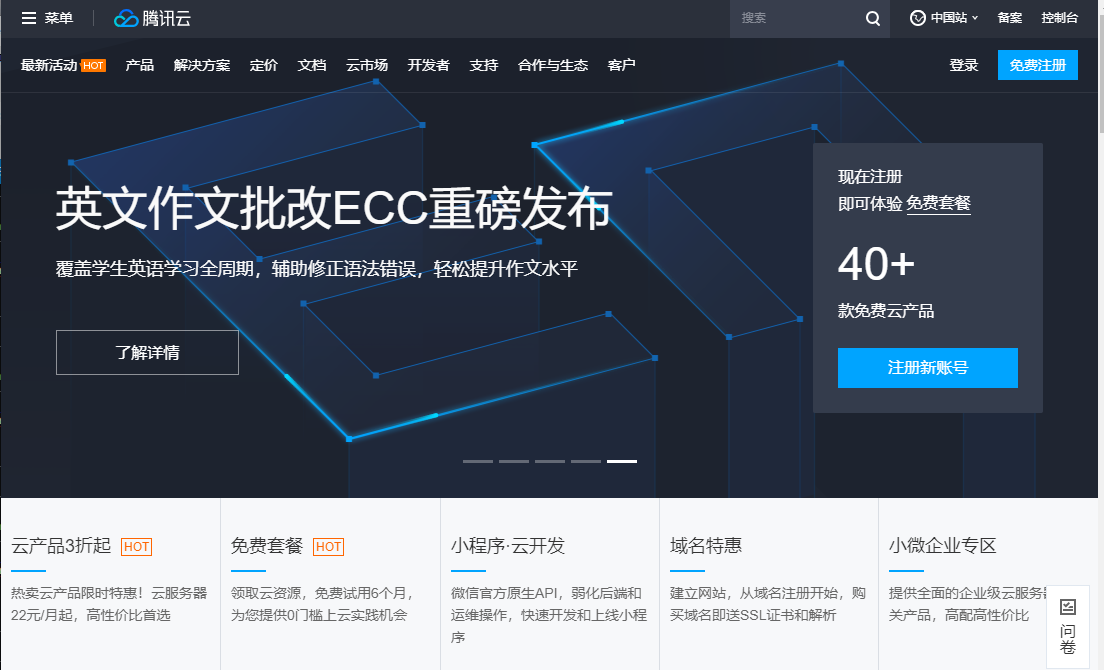 菜单
腾讯云
搜索
中国站
备案
控制台
最新活动 HOT
产品
解决方案
定价
文档
云市场
开发者
支持
合作与生态
客户
登录
免费注册
英文作文批改ECC重磅发布
覆盖学生英语学习全周期，辅助修正语法错误，轻松提升作文水平
了解详情
现在注册
即可体验 免费套餐
40+
款免费云产品
注册新账号
云产品3折起 HOT
热卖云产品限时特惠！云服务器
22元/月起，高性价比首选
免费套餐 HOT
领取云资源，免费试用6个月，
为您提供0门槛上云实践机会
小程序·云开发
微信官方原生API，弱化后端和
运维操作，快速开发和上线小程
序
域名特惠
建立网站，从域名注册开始，购
买域名即送SSL证书和解析
小微企业专区
提供全面的企业级云服务
关产品，高配高性价比
问
卷